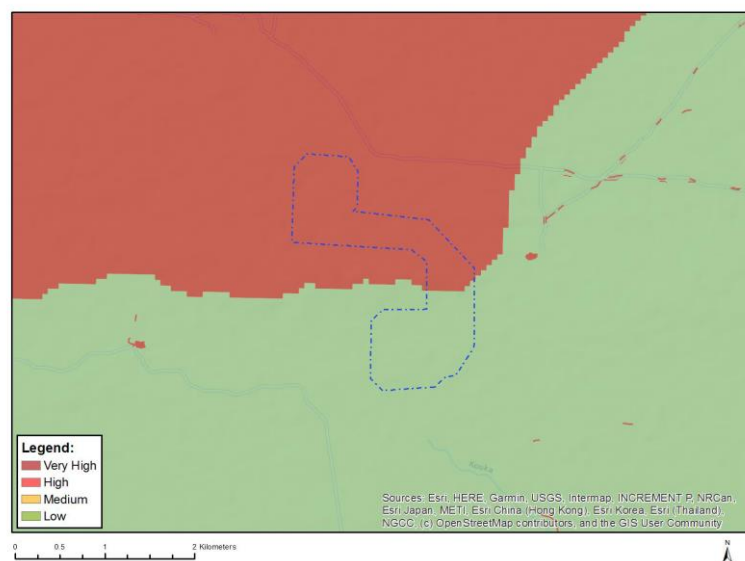 Legend:
Very High
High
Medium
Low
Sources: Esri, HERE, Garmin, USGS, Intermap, INCREMENT P, NRCan,
Esri Japan, METI, Esri China (Hong Kong), Esri Korea, Esri (Thailand),
NGCC, (c) OpenStreetMap contributors, and the GIS User Community
0 0.5 1 2 Kilometers
N